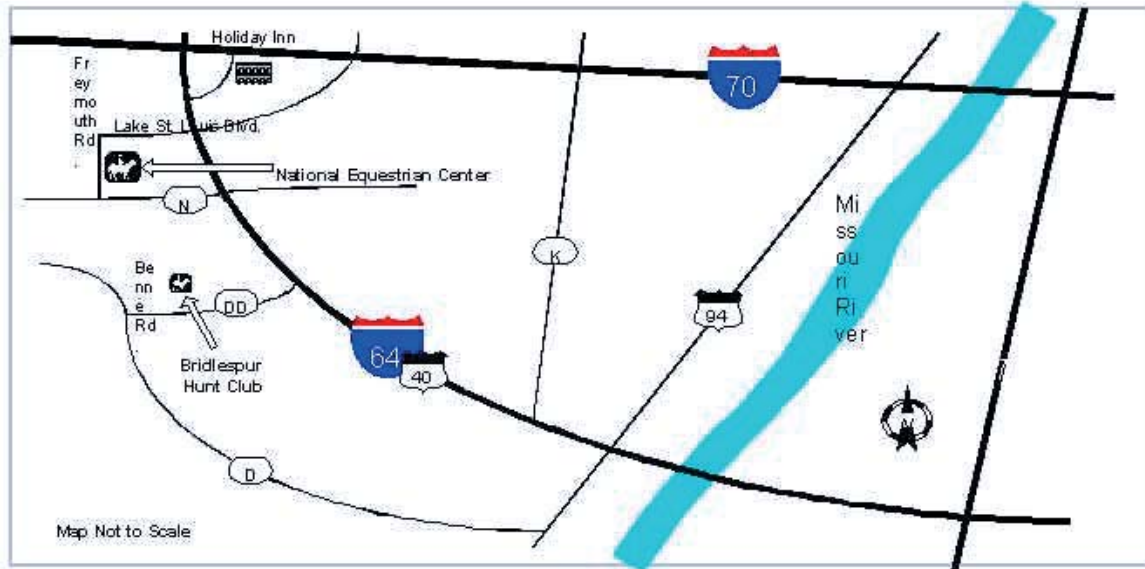 Holiday Inn
Fr
ey
mo
uth
Rd
.
70
Lake St. Louis Blvd.
National Equestrian Center
N
Mi
ss
ou
ri
Ri
ver
K
Be
nn
e
Rd
DD
94
64
40
Bridlespur
Hunt Club
N
D
Map Not to Scale